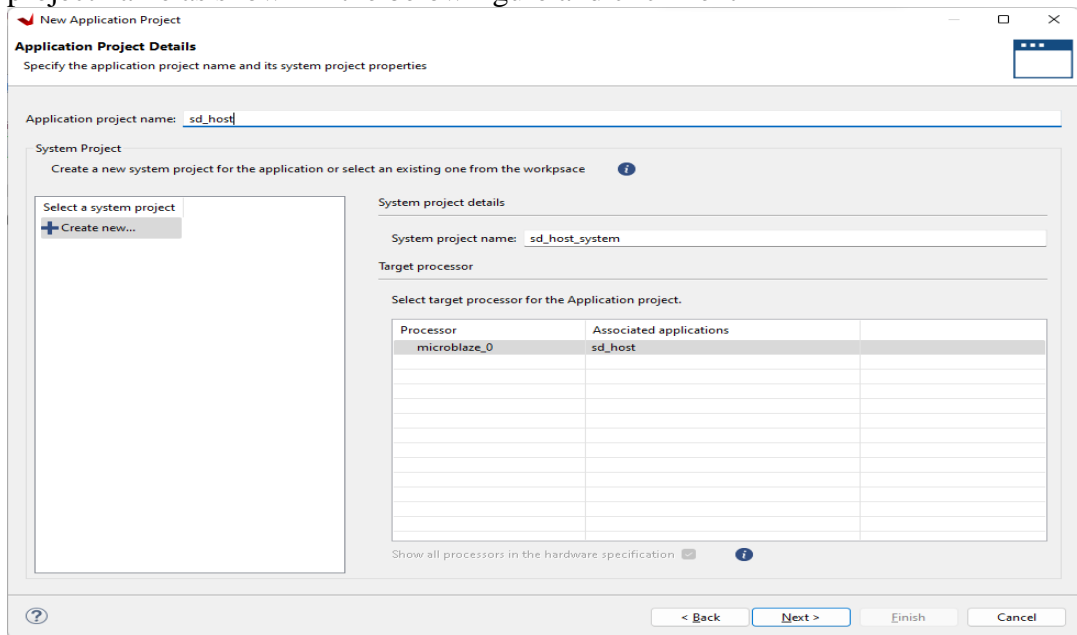 New Application Project
Application Project Details
Specify the application project name and its system project properties
Application project name: sd_host
System Project
Create a new system project for the application or select an existing one from the workpsace
Select a system project
Create new...
System project details
System project name: sd_host_system
Target processor
Select target processor for the Application project.
Processor Associated applications
microblaze_0 sd_host
Show all processors in the hardware specification
< Back Next > Finish Cancel